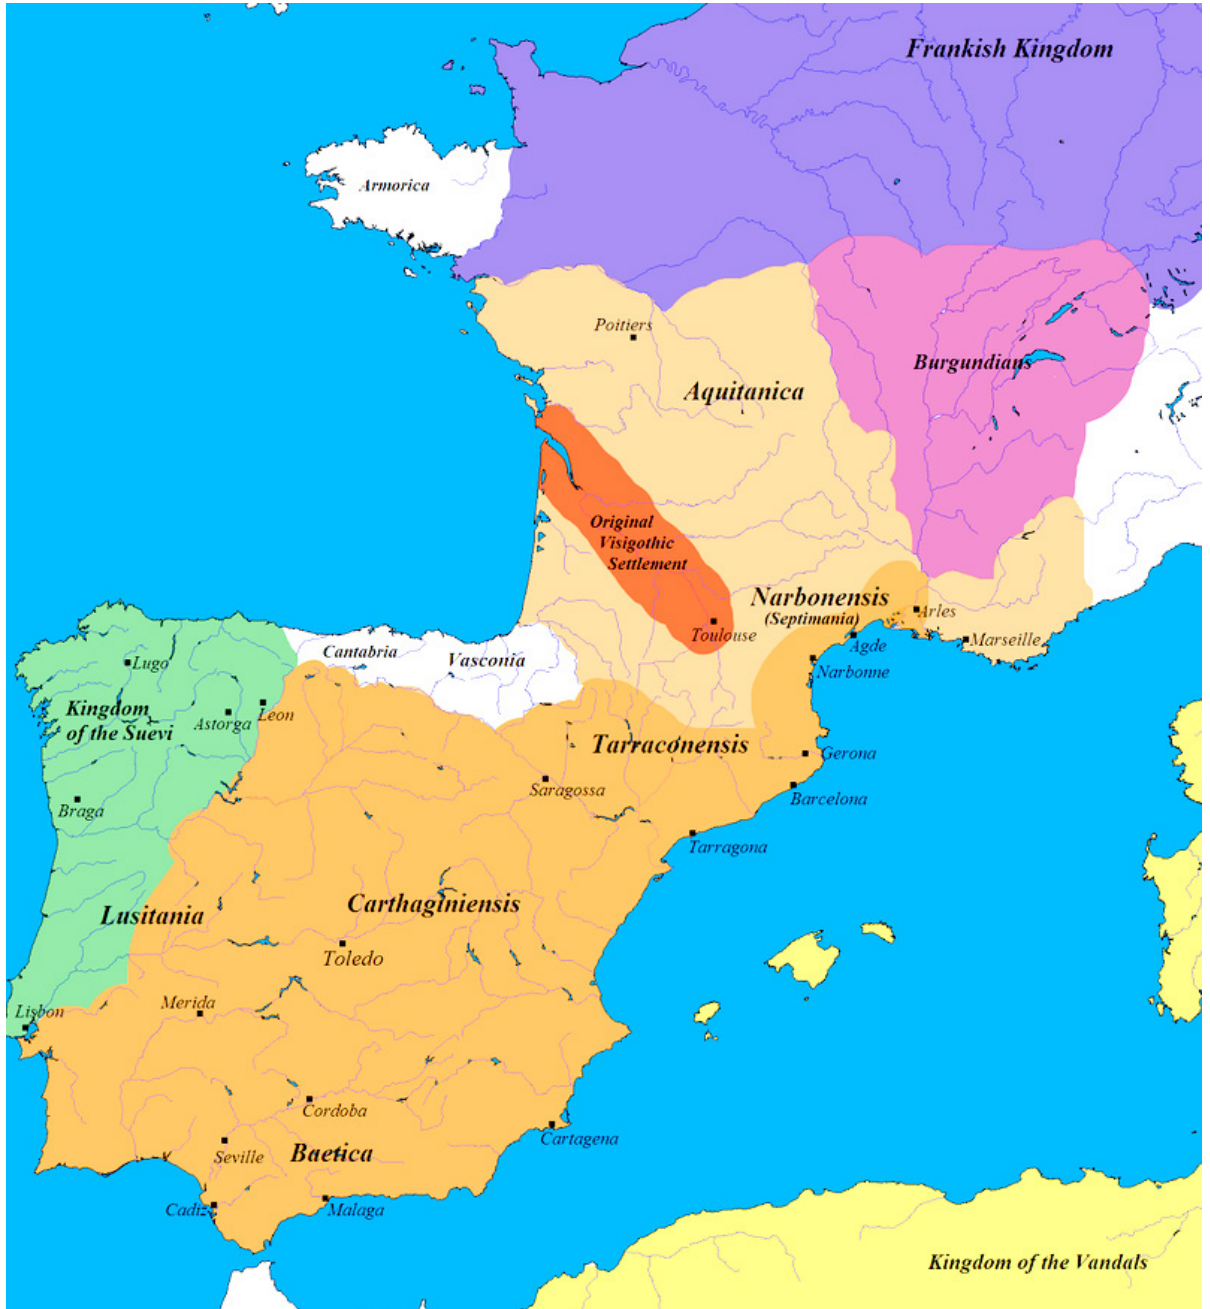 Frankish Kingdom
Armorica
Poitiers
Burgundians
Aquitanica
Original
Visigothic
Settlement
Narbonensis
(Septimania)
Arles
Toulouse
Agde
Marseille
Cantabria
Vasconia
Narbonne
Lugo
Kingdom
of the Suevi
Astorga
Leon
Tarraconensis
Gerona
Saragossa
Barcelona
Braga
Tarragona
Carthaginiensis
Lusitania
Toledo
Merida
Lisbon
Cordoba
Cartagena
Seville
Baetica
Cadiz
Malaga
Kingdom of the Vandals